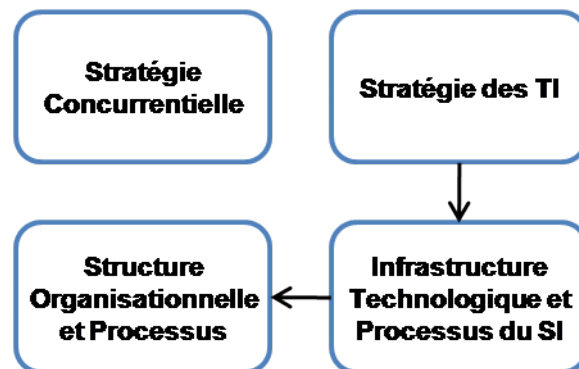 Stratégie
Concurrentielle
Stratégie des TI
Structure
Organisationnelle
et Processus
Infrastructure
Technologique et
Processus du SI